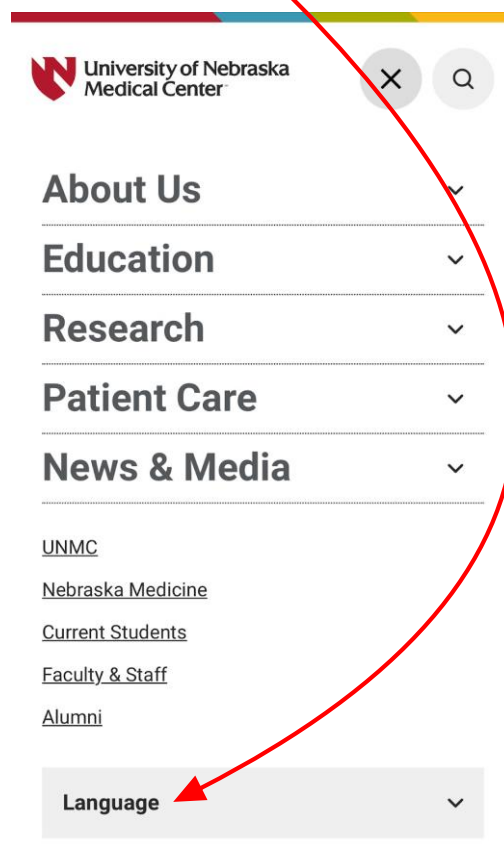 University of Nebraska
Medical Center
About Us
Education
Research
Patient Care
News & Media
UNMC
Nebraska Medicine
Current Students
Faculty & Staff
Alumni
Language